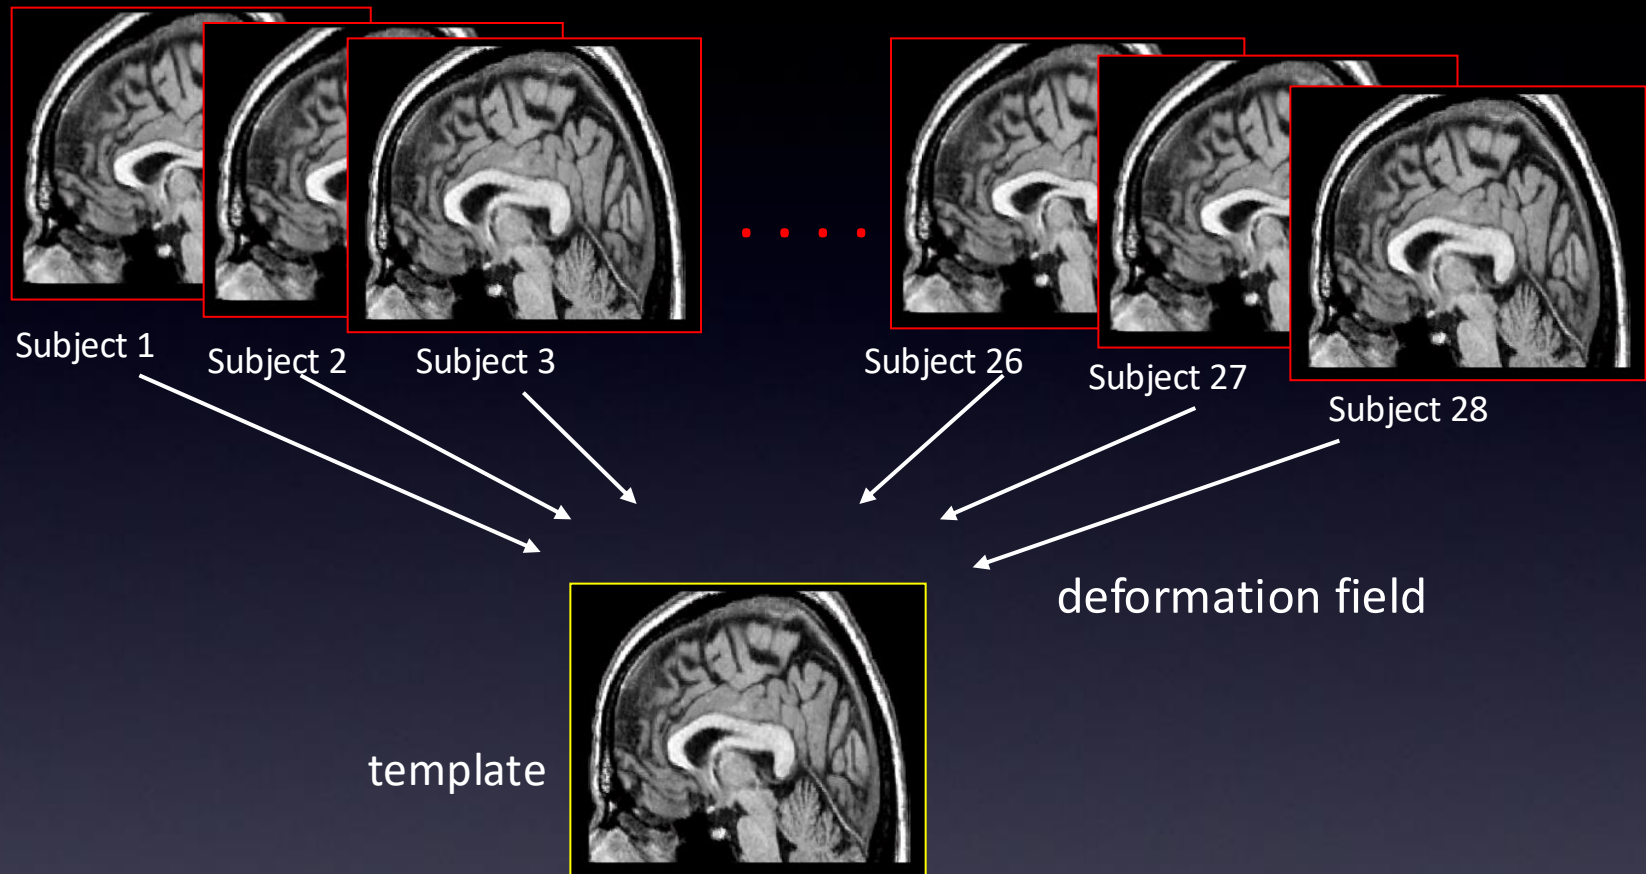 Subject 1
Subject 2
Subject 3
. . . .
Subject 26
Subject 27
Subject 28
deformation field
template